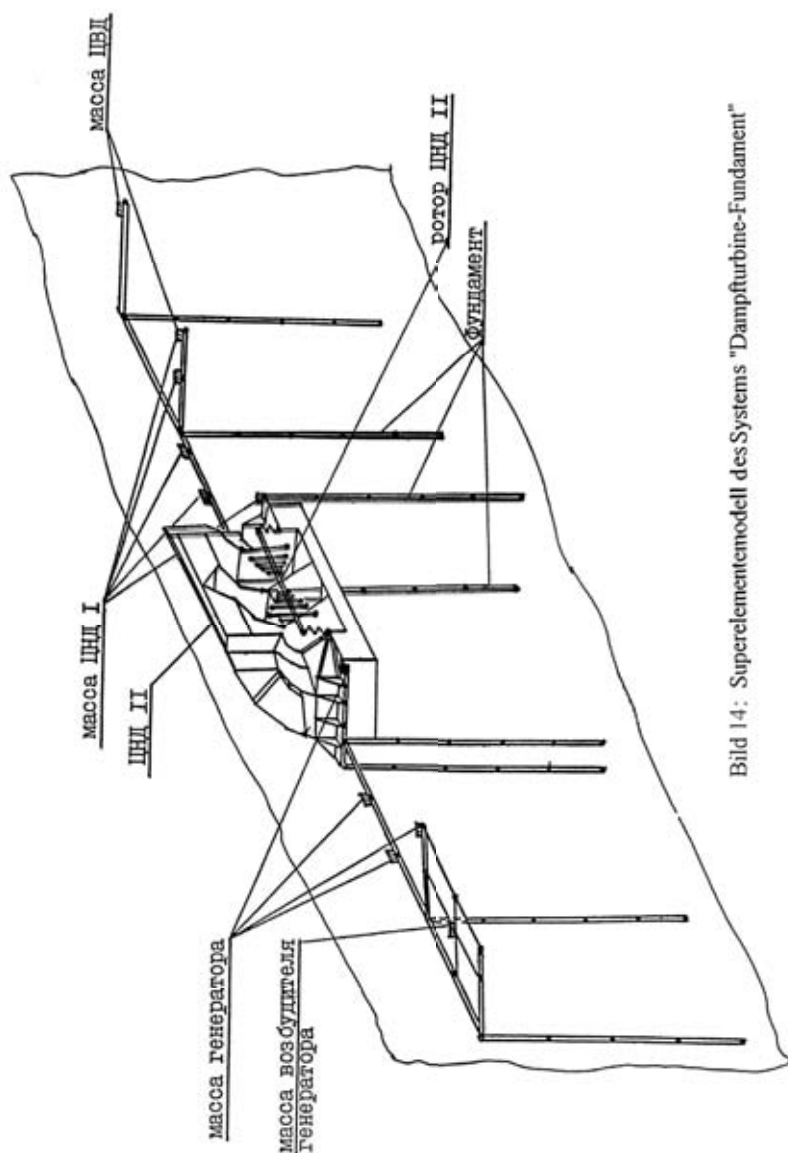 масса ЦВД
масса ЦНД I
ЦНД II
ротор ЦНД II
фундамент
масса генератора
масса возбудителя
генератора
Bild 14: Superelementemodell des Systems "Dampfturbine-Fundament"